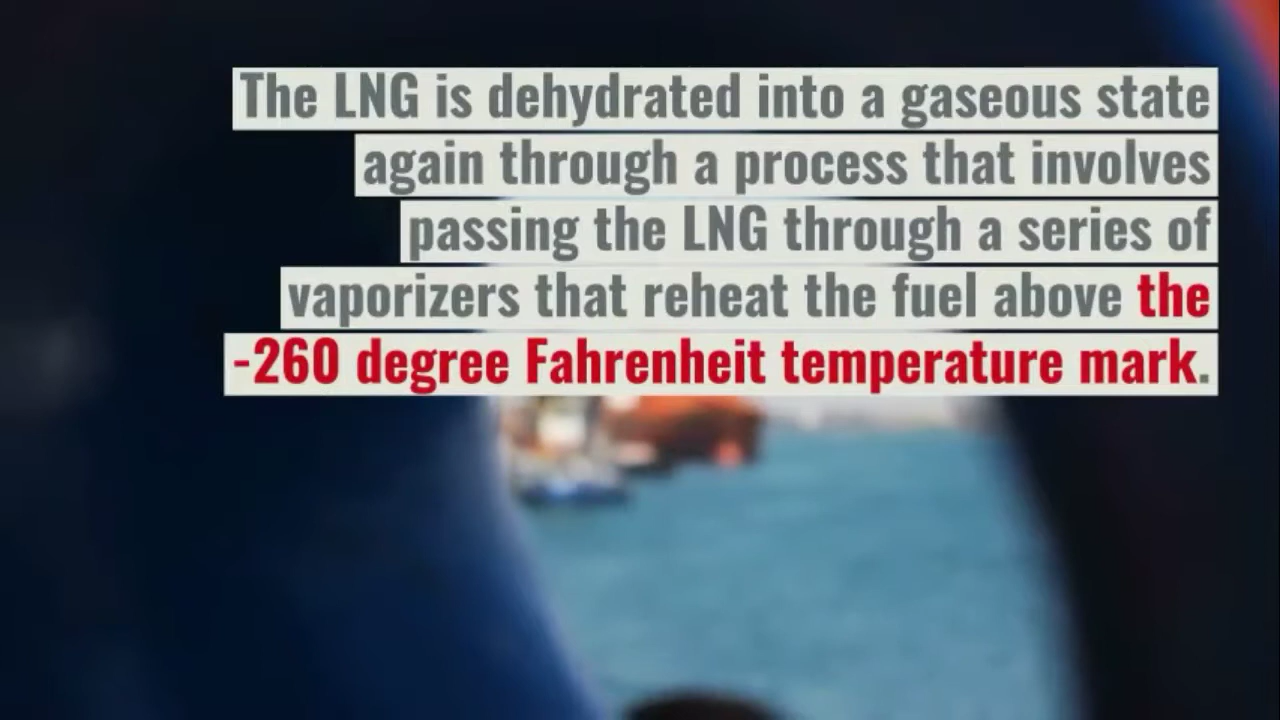 The LNG is dehydrated into a gaseous state
again through a process that involves
passing the LNG through a series of
vaporizers that reheat the fuel above the
-260 degree Fahrenheit temperature mark.